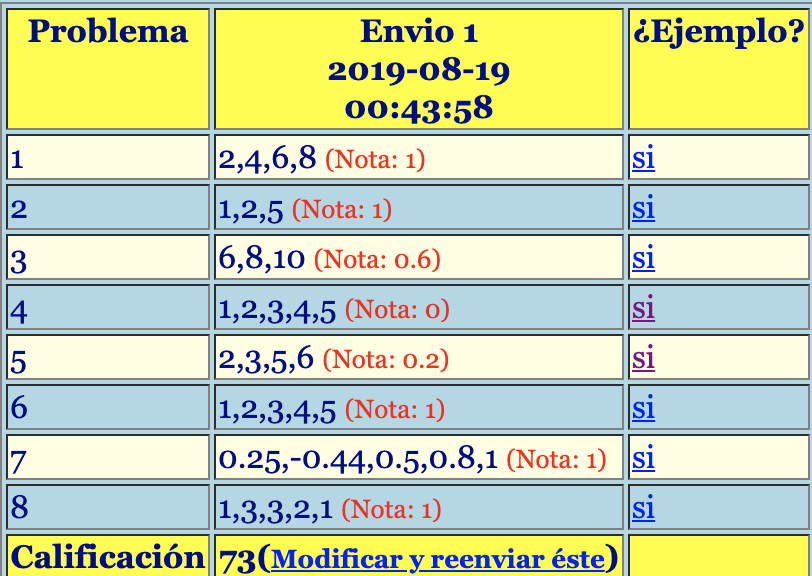 Problema Envio 1 ¿Ejemplo?
2019-08-19
00:43:58
1 2,4,6,8 (Nota: 1) si
2 1,2,5 (Nota: 1) si
3 6,8,10 (Nota: 0.6) si
4 1,2,3,4,5 (Nota: 0) si
5 2,3,5,6 (Nota: 0.2) si
6 1,2,3,4,5 (Nota: 1) si
7 0.25,-0.44,0.5,0.8,1 (Nota: 1) si
8 1,3,3,2,1 (Nota: 1) si
Calificación 73(Modificar y reenviar éste)